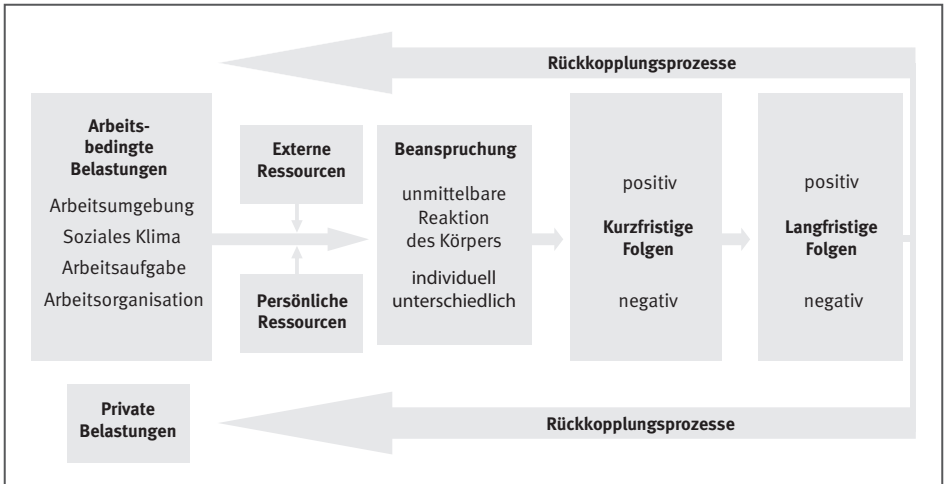 Rückkopplungsprozesse
Arbeits-
bedingte
Belastungen
Arbeitsumgebung
Soziales Klima
Arbeitsaufgabe
Arbeitsorganisation
Externe
Ressourcen
Persönliche
Ressourcen
Beanspruchung
unmittelbare
Reaktion
des Körpers
individuell
unterschiedlich
positiv
Kurzfristige
Folgen
negativ
positiv
Langfristige
Folgen
negativ
Private
Belastungen
Rückkopplungsprozesse